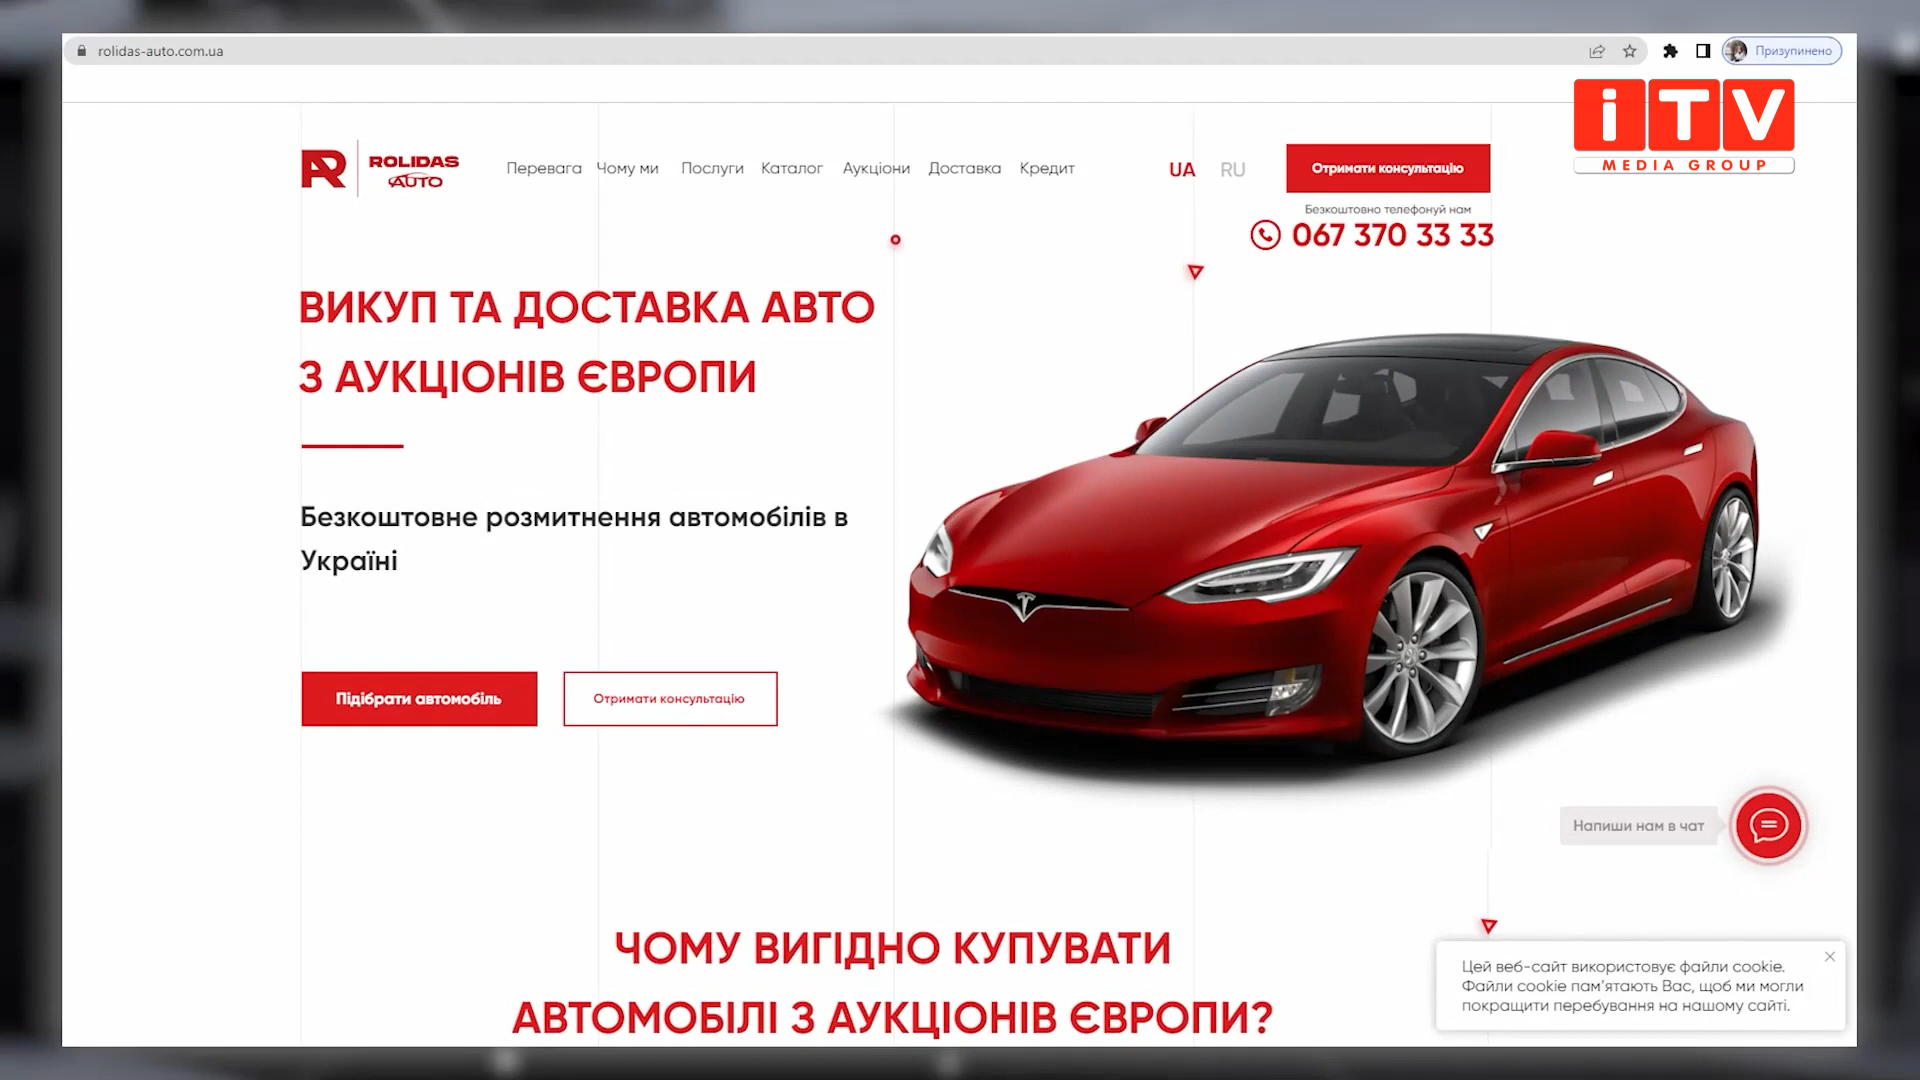 rolidas-auto.com.ua
Призупинено
iTV
MEDIA GROUP
ROLIDAS
AUTO
Перевага Чому ми Послуги Каталог Аукціони Доставка Кредит
UA RU
Отримати консультацію
Безкоштовно телефонуй нам
067 370 33 33
ВИКУП ТА ДОСТАВКА АВТО
З АУКЦІОНІВ ЄВРОПИ
Безкоштовне розмитнення автомобілів в
Україні
Підібрати автомобіль
Отримати консультацію
Напиши нам в чат
ЧОМУ ВИГІДНО КУПУВАТИ
АВТОМОБІЛІ З АУКЦІОНІВ ЄВРОПИ?
Цей веб-сайт використовує файли cookie.
Файли cookie пам'ятають Вас, щоб ми могли
покращити перебування на нашому сайті.